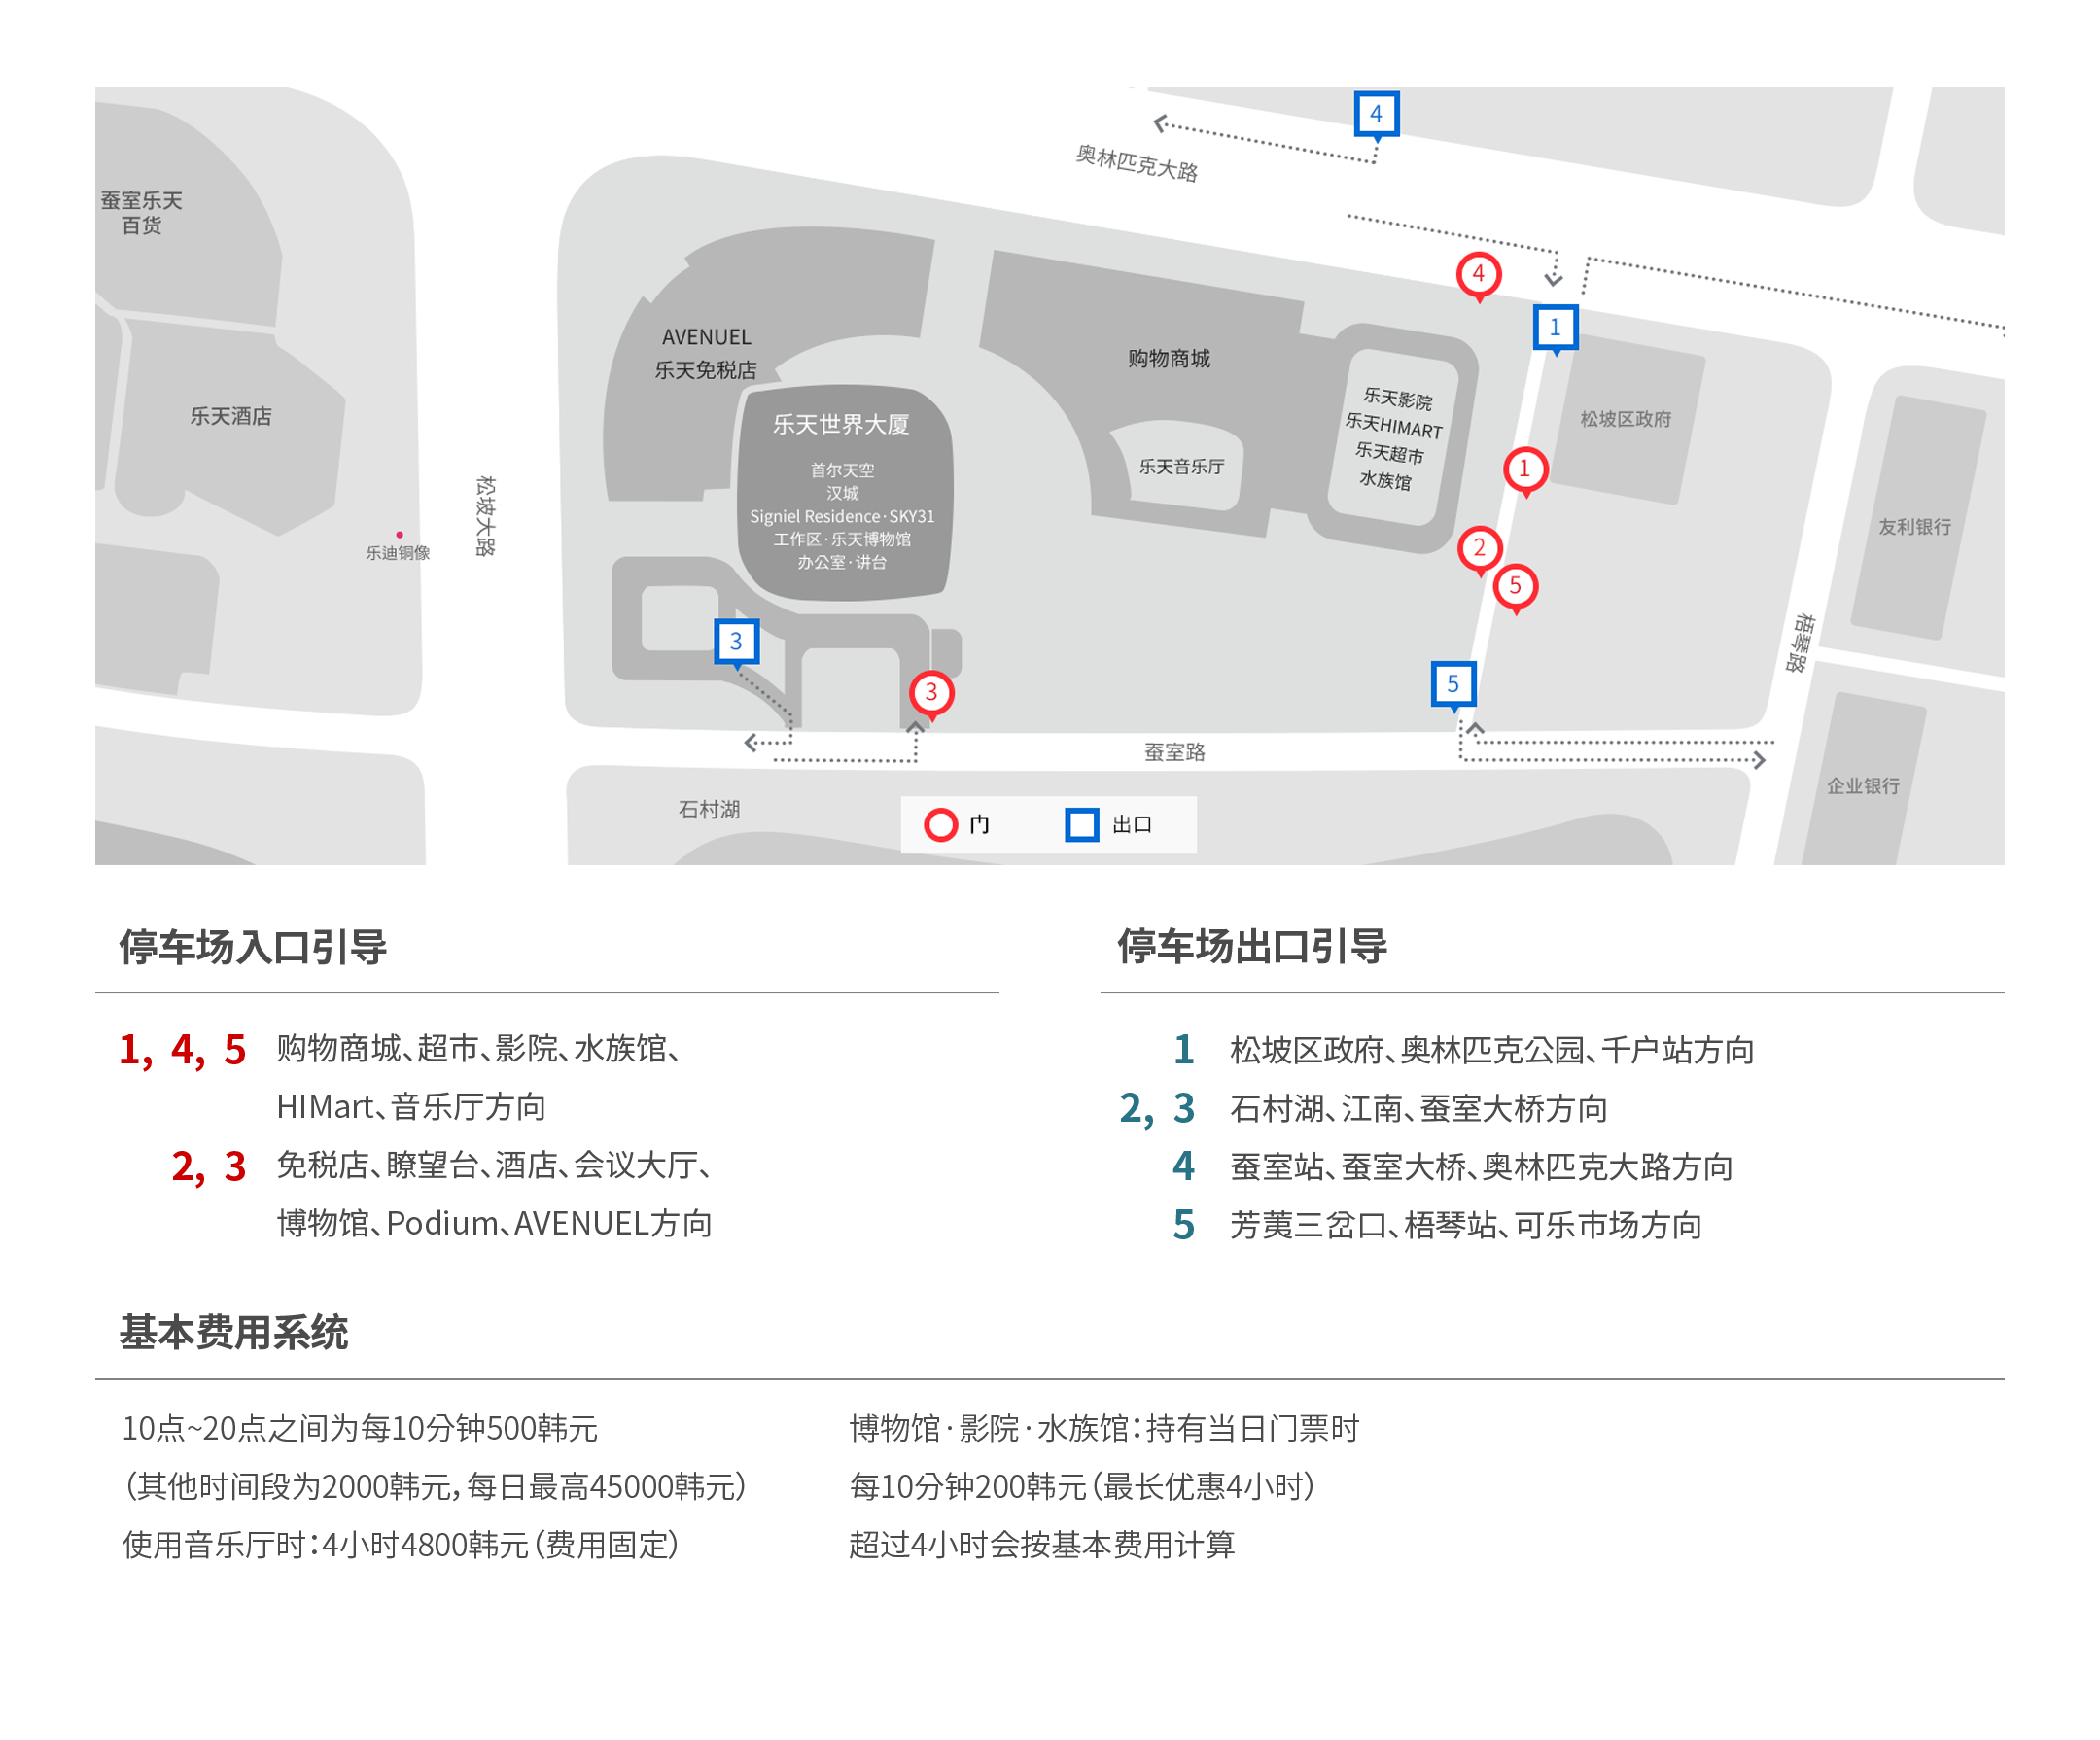 4
奥林匹克大路
蚕室乐天
百货
4
1
AVENUEL
乐天免税店
购物商城
乐天酒店
乐天世界大厦
首尔天空
汉城
Signiel Residence·SKY31
工作区·乐天博物馆
办公室·讲台
乐天影院
乐天HIMART
乐天超市
水族馆
乐天音乐厅
松坡区政府
1
友利银行
松坡大路
乐迪铜像
2
5
3
3
5
梧琴路
蚕室路
企业银行
石村湖
门
出口
停车场入口引导
1, 4, 5 购物商城、超市、影院、水族馆、
HIMart、音乐厅方向
2, 3 免税店、瞭望台、酒店、会议大厅、
博物馆、Podium、AVENUEL方向
停车场出口引导
1 松坡区政府、奥林匹克公园、千户站方向
2, 3 石村湖、江南、蚕室大桥方向
4 蚕室站、蚕室大桥、奥林匹克大路方向
5 芳荑三岔口、梧琴站、可乐市场方向
基本费用系统
10点~20点之间为每10分钟500韩元
（其他时间段为2000韩元，每日最高45000韩元）
使用音乐厅时：4小时4800韩元（费用固定）
博物馆·影院·水族馆：持有当日门票时
每10分钟200韩元（最长优惠4小时）
超过4小时会按基本费用计算